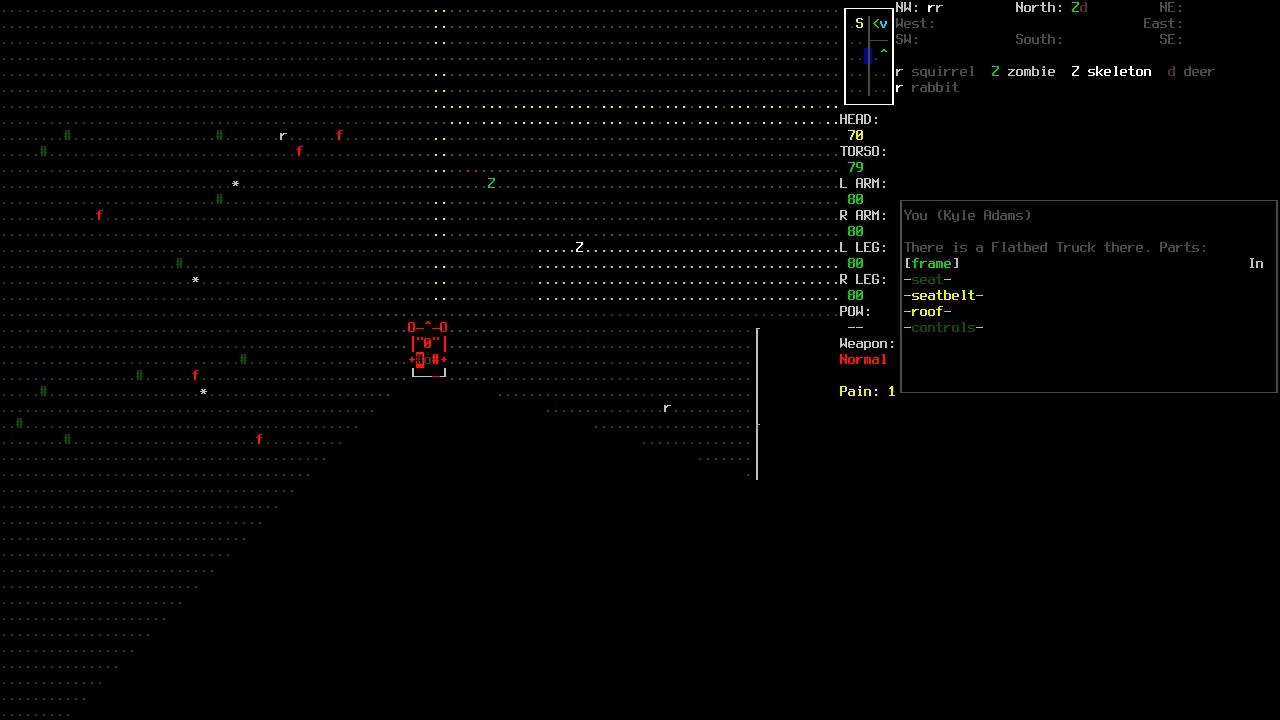 NW: rr North: Zd NE:
West: East:
SW: South: SE:
r squirrel Z zombie Z skeleton d deer
r rabbit
S <v
^
HEAD:
70
TORSO:
79
L ARM:
80
R ARM:
80
L LEG:
80
R LEG:
80
POW:
--
Weapon:
Normal
Pain: 1
You (Kyle Adams)
There is a Flatbed Truck there. Parts:
[frame] In
-seat-
-seatbelt-
-roof-
-controls-